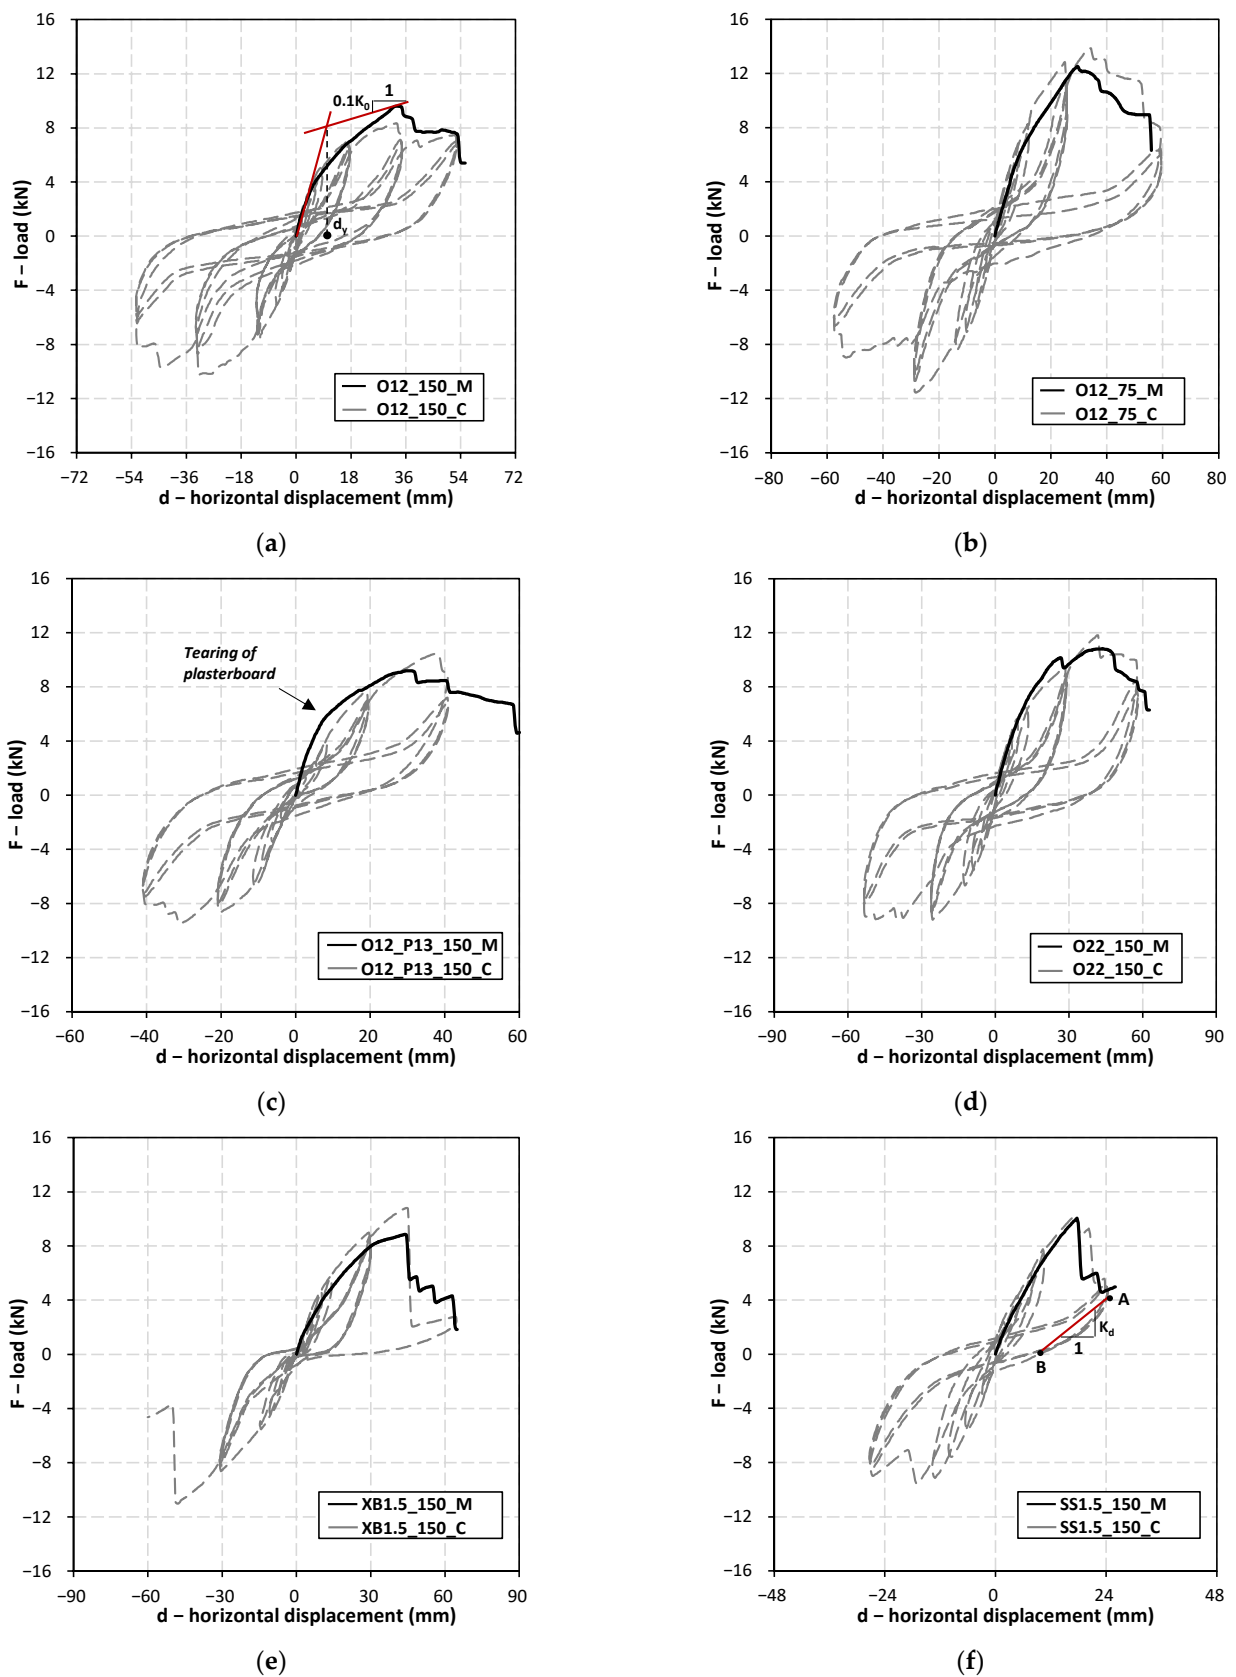 16
12
8
4
0
−4
−8
−12
−16
F − load (kN)
0.1K0
1
dy
O12_150_M
O12_150_C
−72 −54 −36 −18 0 18 36 54 72
d − horizontal displacement (mm)
(a)
16
12
8
4
0
−4
−8
−12
−16
F − load (kN)
O12_75_M
O12_75_C
−80 −60 −40 −20 0 20 40 60 80
d − horizontal displacement (mm)
(b)
16
12
8
4
0
−4
−8
−12
−16
F − load (kN)
Tearing of
plasterboard
O12_P13_150_M
O12_P13_150_C
−60 −40 −20 0 20 40 60
d − horizontal displacement (mm)
(c)
16
12
8
4
0
−4
−8
−12
−16
F − load (kN)
O22_150_M
O22_150_C
−90 −60 −30 0 30 60 90
d − horizontal displacement (mm)
(d)
16
12
8
4
0
−4
−8
−12
−16
F − load (kN)
XB1.5_150_M
XB1.5_150_C
−90 −60 −30 0 30 60 90
d − horizontal displacement (mm)
(e)
16
12
8
4
0
−4
−8
−12
−16
F − load (kN)
A
Kd
1
B
SS1.5_150_M
SS1.5_150_C
−48 −24 0 24 48
d − horizontal displacement (mm)
(f)